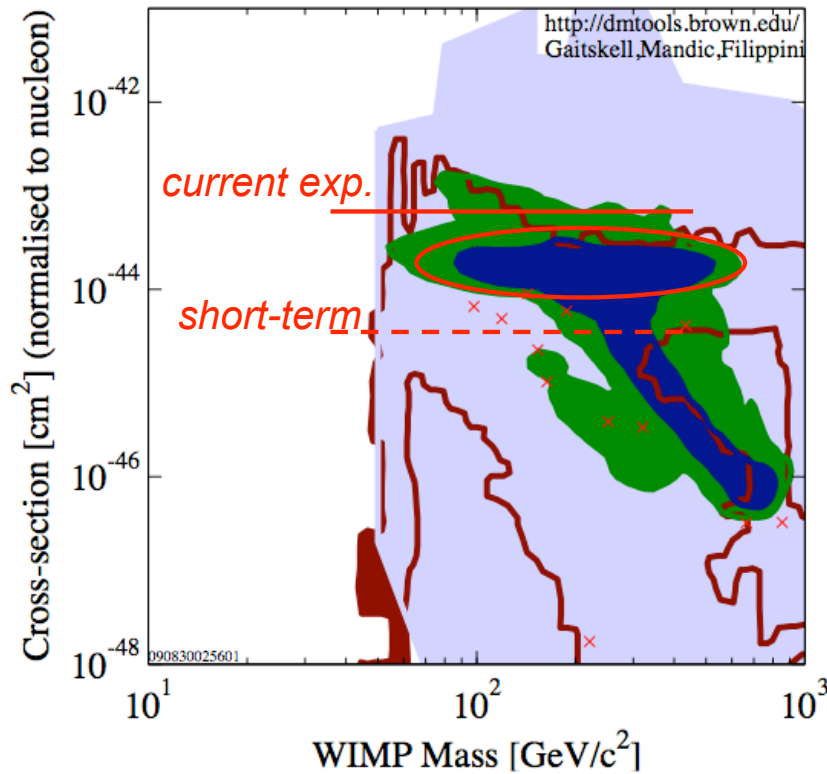 http://dmtools.brown.edu/
Gaitskell,Mandic,Filippini
Cross-section [cm²] (normalised to nucleon)
10⁻⁴²
current exp.
10⁻⁴⁴
short-term
10⁻⁴⁶
10⁻⁴⁸
090830025601
10¹
10²
10³
WIMP Mass [GeV/c²]